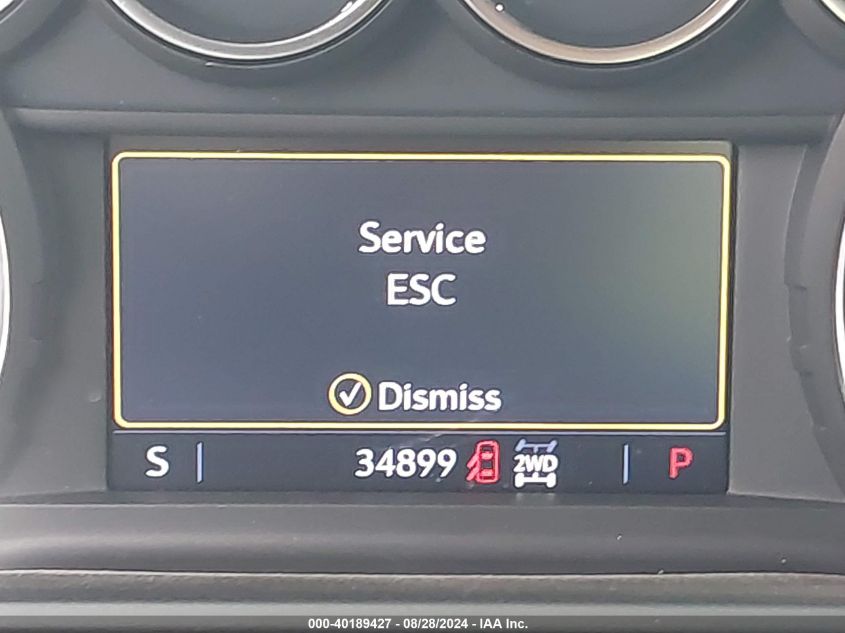 Service
ESC
Dismiss
S 34899 2WD P
000-40189427 - 08/28/2024 - IAA Inc.